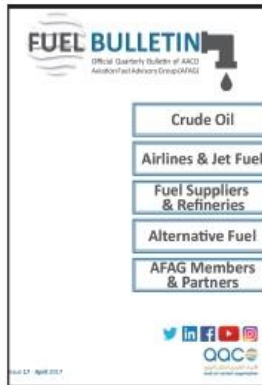 FUEL BULLETIN
Official Quarterly Bulletin of AACO
Aviation Fuel Advisory Group (AFAG)
Crude Oil
Airlines & Jet Fuel
Fuel Suppliers
& Refineries
Alternative Fuel
AFAG Members
& Partners
aaco
Issue 17 - April 2017